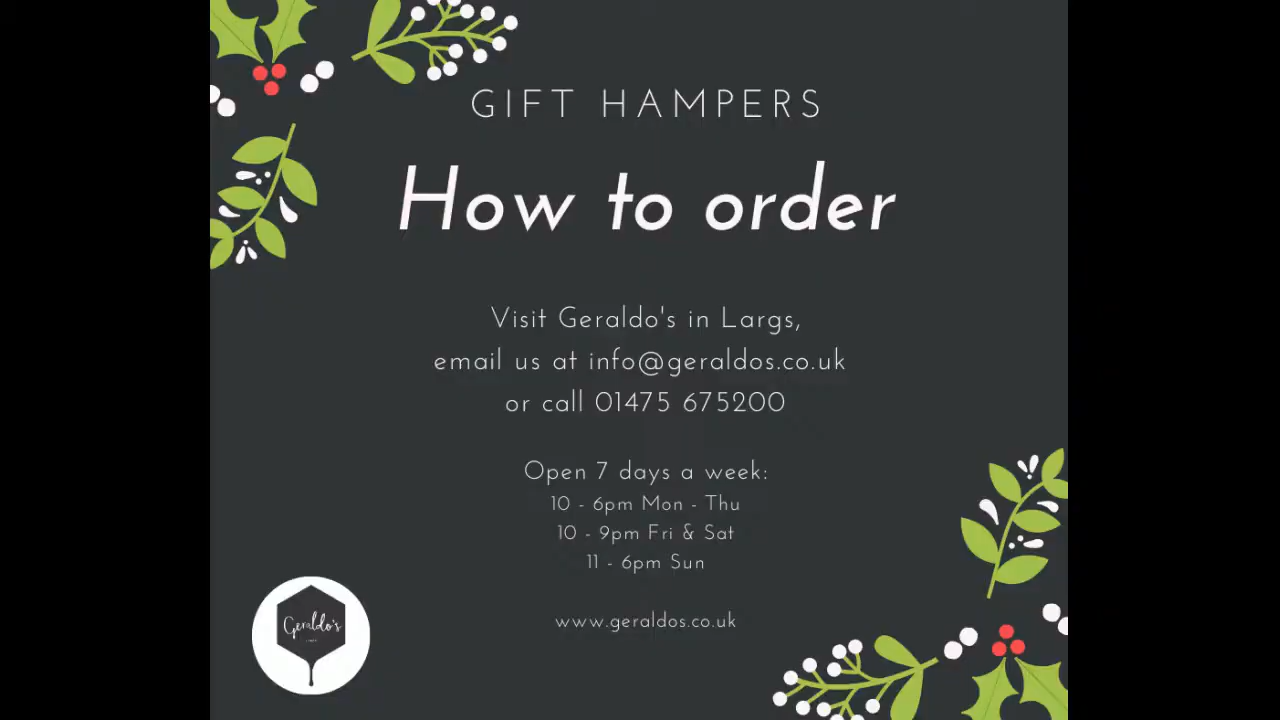 GIFT HAMPERS
How to order
Visit Geraldo's in Largs,
email us at info@geraldos.co.uk
or call 01475 675200
Open 7 days a week:
10 - 6pm Mon - Thu
10 - 9pm Fri & Sat
11 - 6pm Sun
www.geraldos.co.uk
Geraldo's